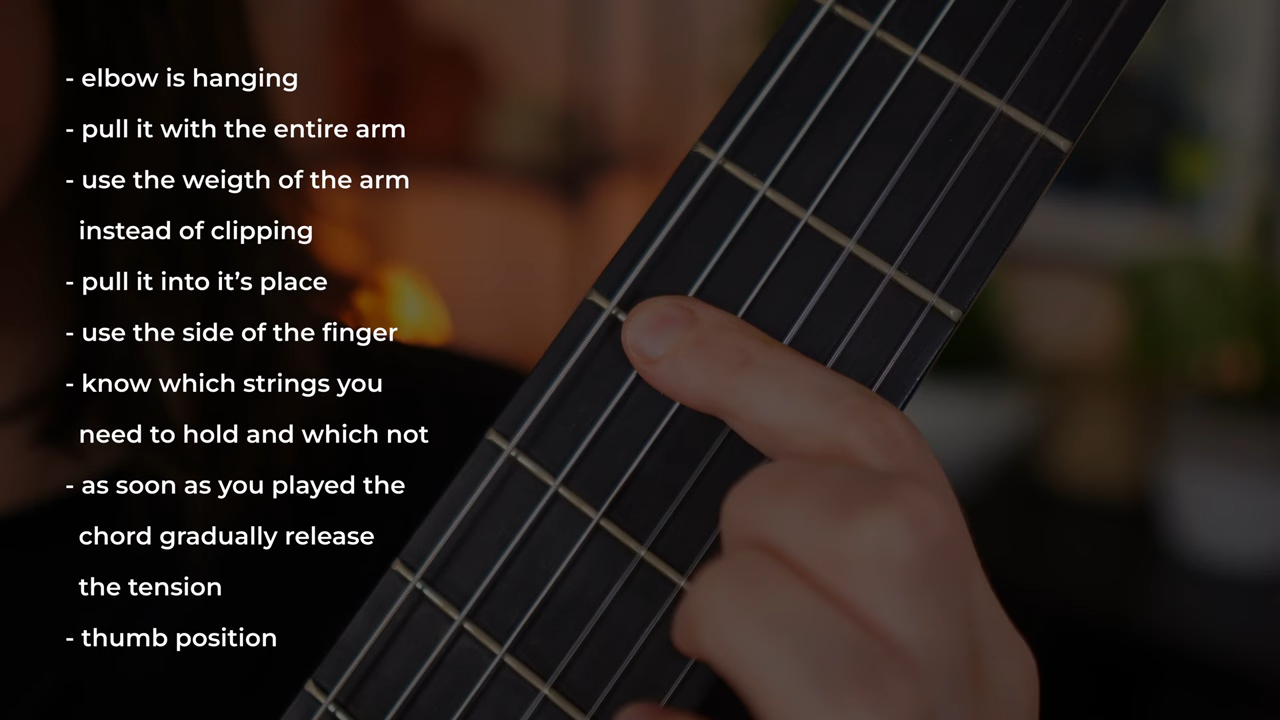 - elbow is hanging
- pull it with the entire arm
- use the weigth of the arm
instead of clipping
- pull it into it’s place
- use the side of the finger
- know which strings you
need to hold and which not
- as soon as you played the
chord gradually release
the tension
- thumb position